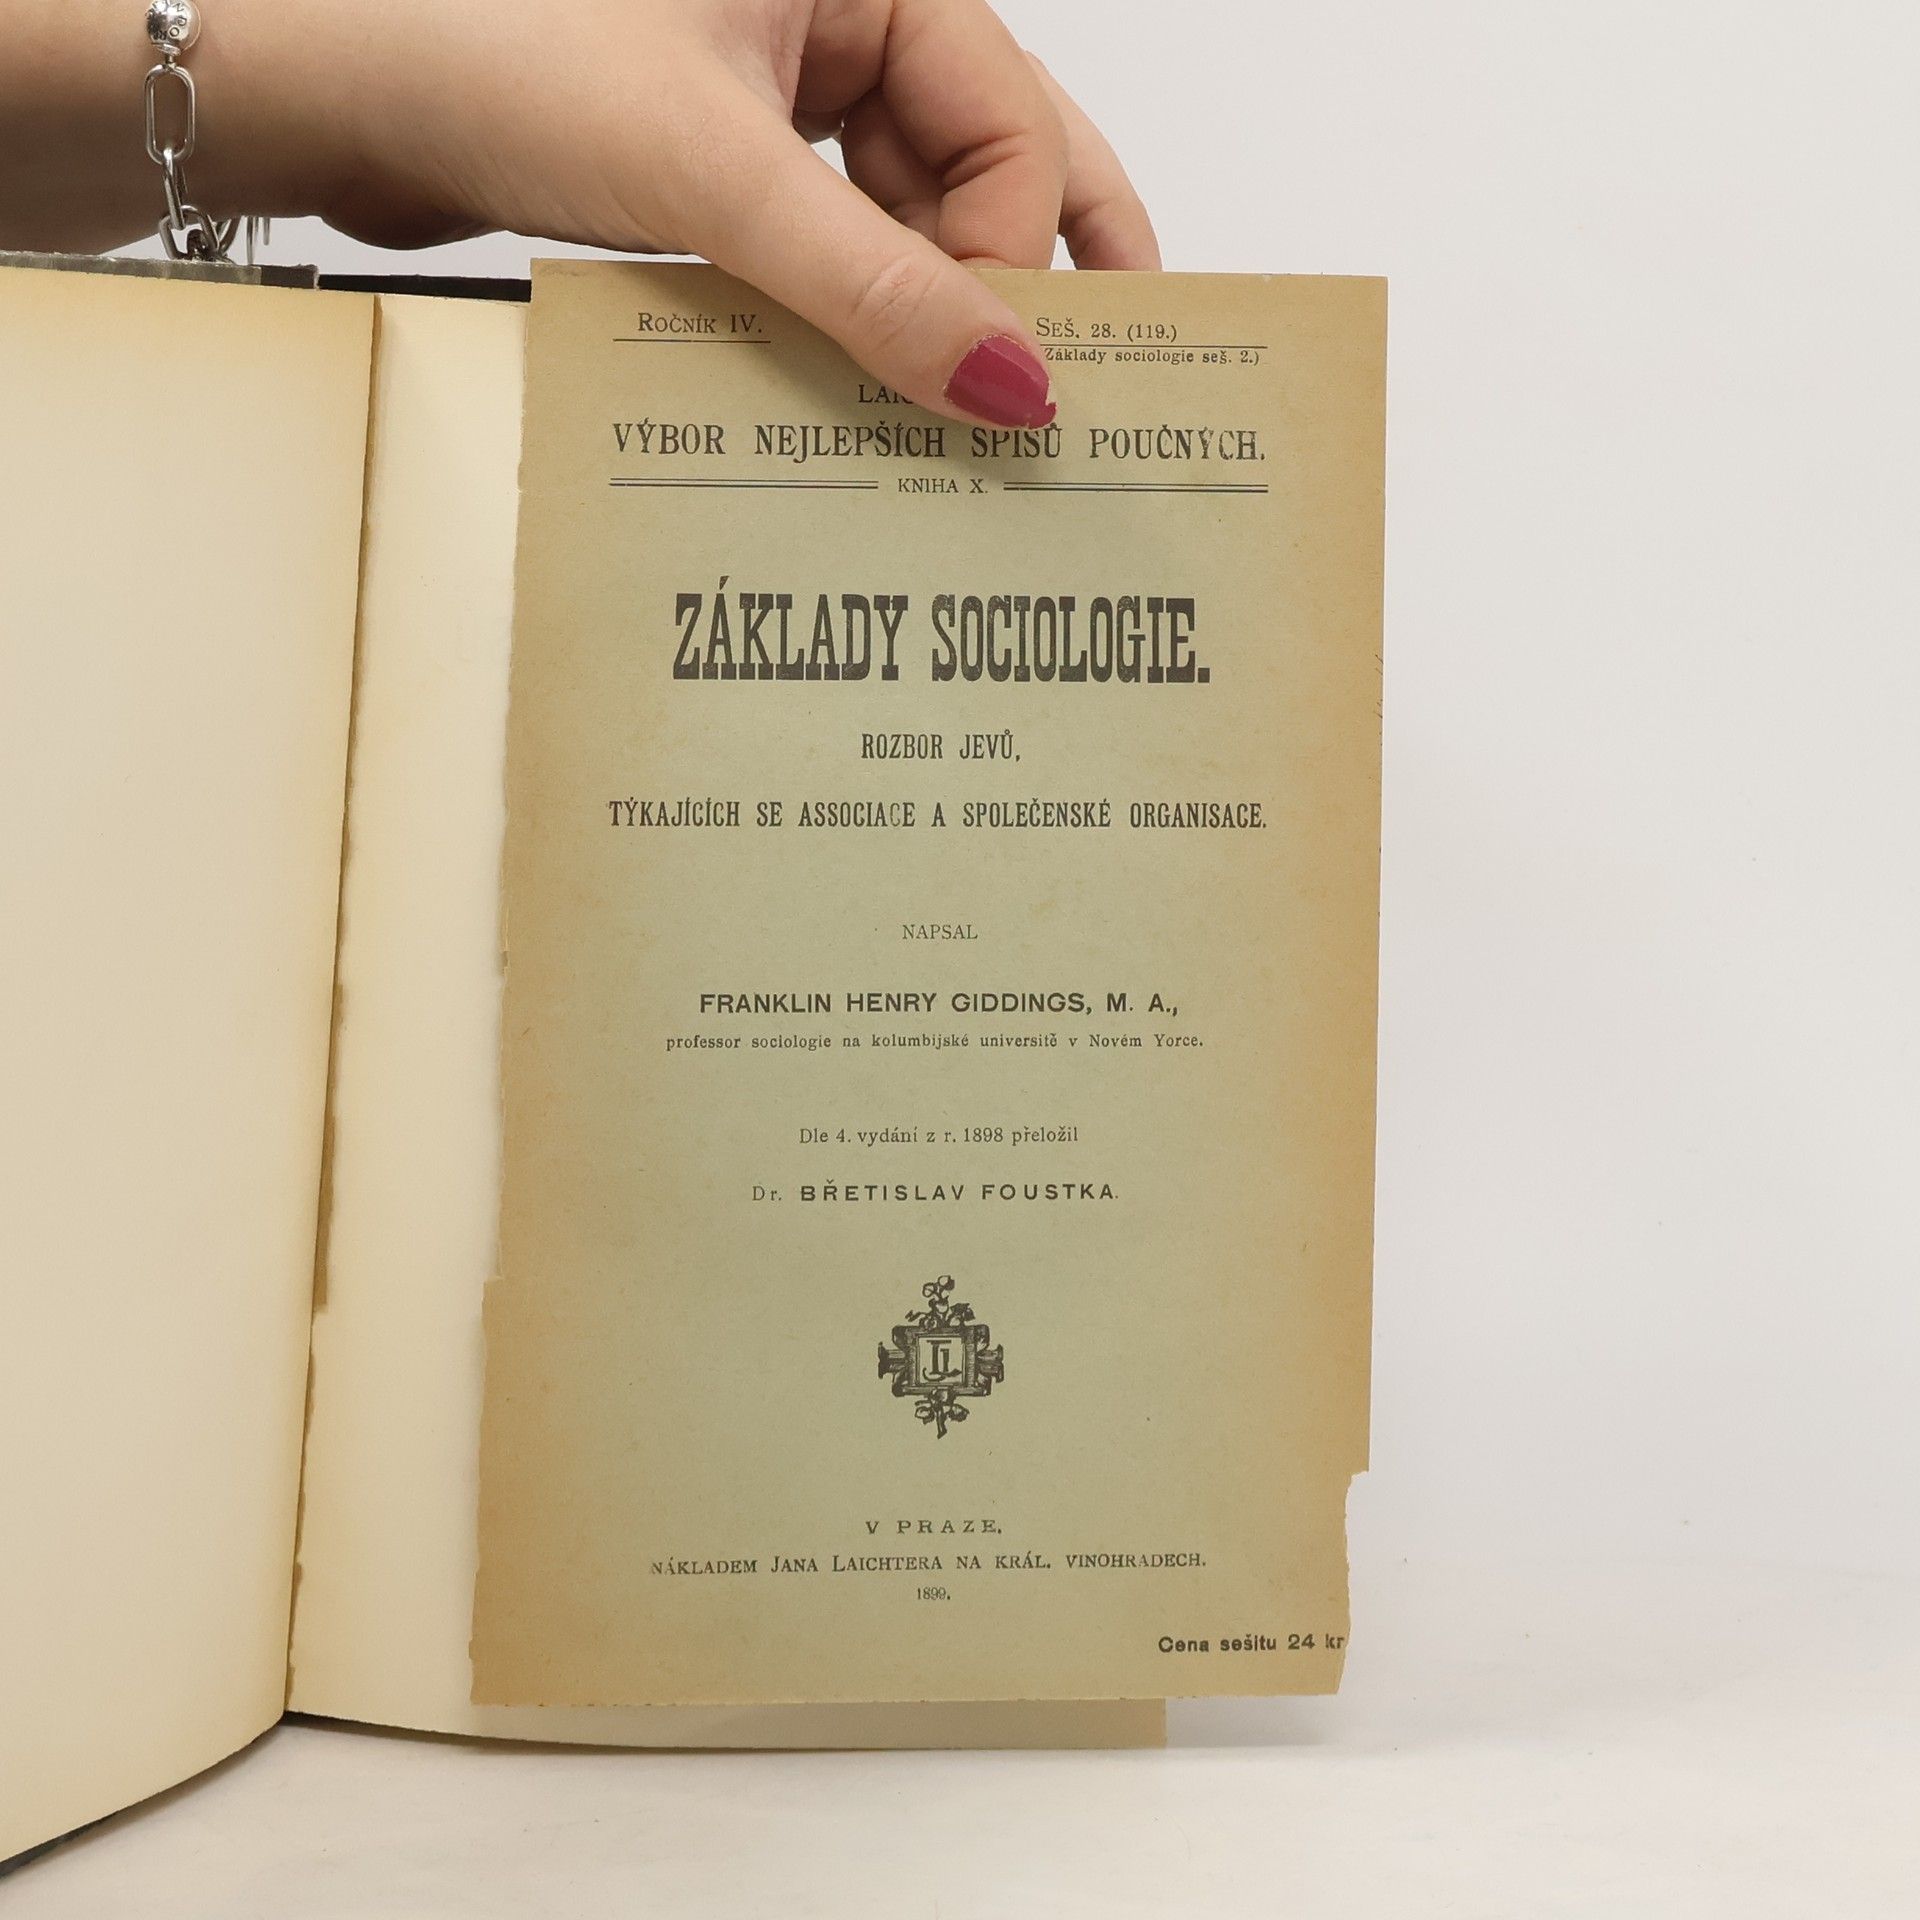 ROČNÍK IV.
SEŠ. 28. (119.)
Základy sociologie seš. 2.)
VÝBOR NEJLEPŠÍCH SPISŮ POUČNÝCH.
KNIHA X.
ZÁKLADY SOCIOLOGIE.
ROZBOR JEVŮ,
TÝKAJÍCÍCH SE ASSOCIACE A SPOLEČENSKÉ ORGANISACE.
NAPSAL
FRANKLIN HENRY GIDDINGS, M. A.,
professor sociologie na kolumbijské universitě v Novém Yorce.
Dle 4. vydání z r. 1898 přeložil
Dr. BŘETISLAV FOUSTKA.
JL
V PRAZE.
NÁKLADEM JANA LAICHTERA NA KRÁL. VINOHRADECH.
1899.
Cena sešitu 24 kr